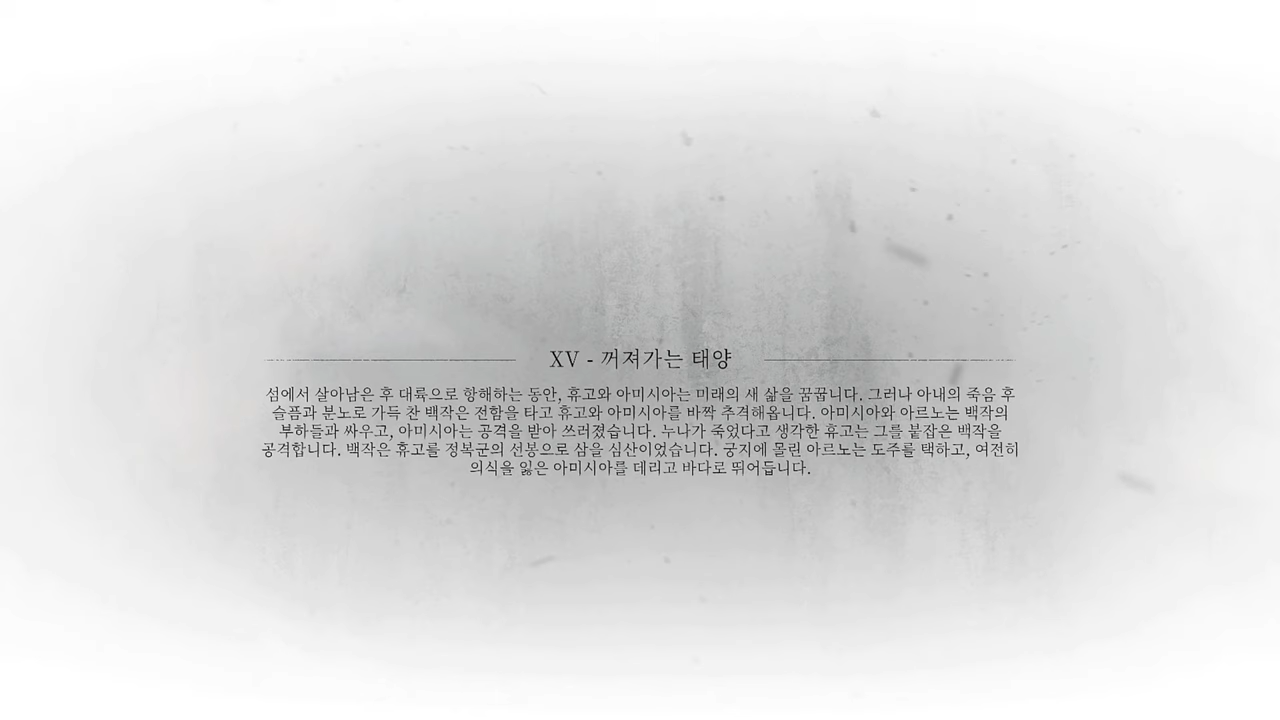 XV - 꺼져가는 태양
섬에서 살아남은 후 대륙으로 항해하는 동안, 휴고와 아미시아는 미래의 새 삶을 꿈꿉니다. 그러나 아내의 죽음 후
슬픔과 분노로 가득 찬 백작은 전함을 타고 휴고와 아미시아를 바짝 추격해옵니다. 아미시아와 아르노는 백작의
부하들과 싸우고, 아미시아는 공격을 받아 쓰러졌습니다. 누나가 죽었다고 생각한 휴고는 그를 붙잡은 백작을
공격합니다. 백작은 휴고를 정복군의 선봉으로 삼을 심산이었습니다. 궁지에 몰린 아르노는 도주를 택하고, 여전히
의식을 잃은 아미시아를 데리고 바다로 뛰어듭니다.